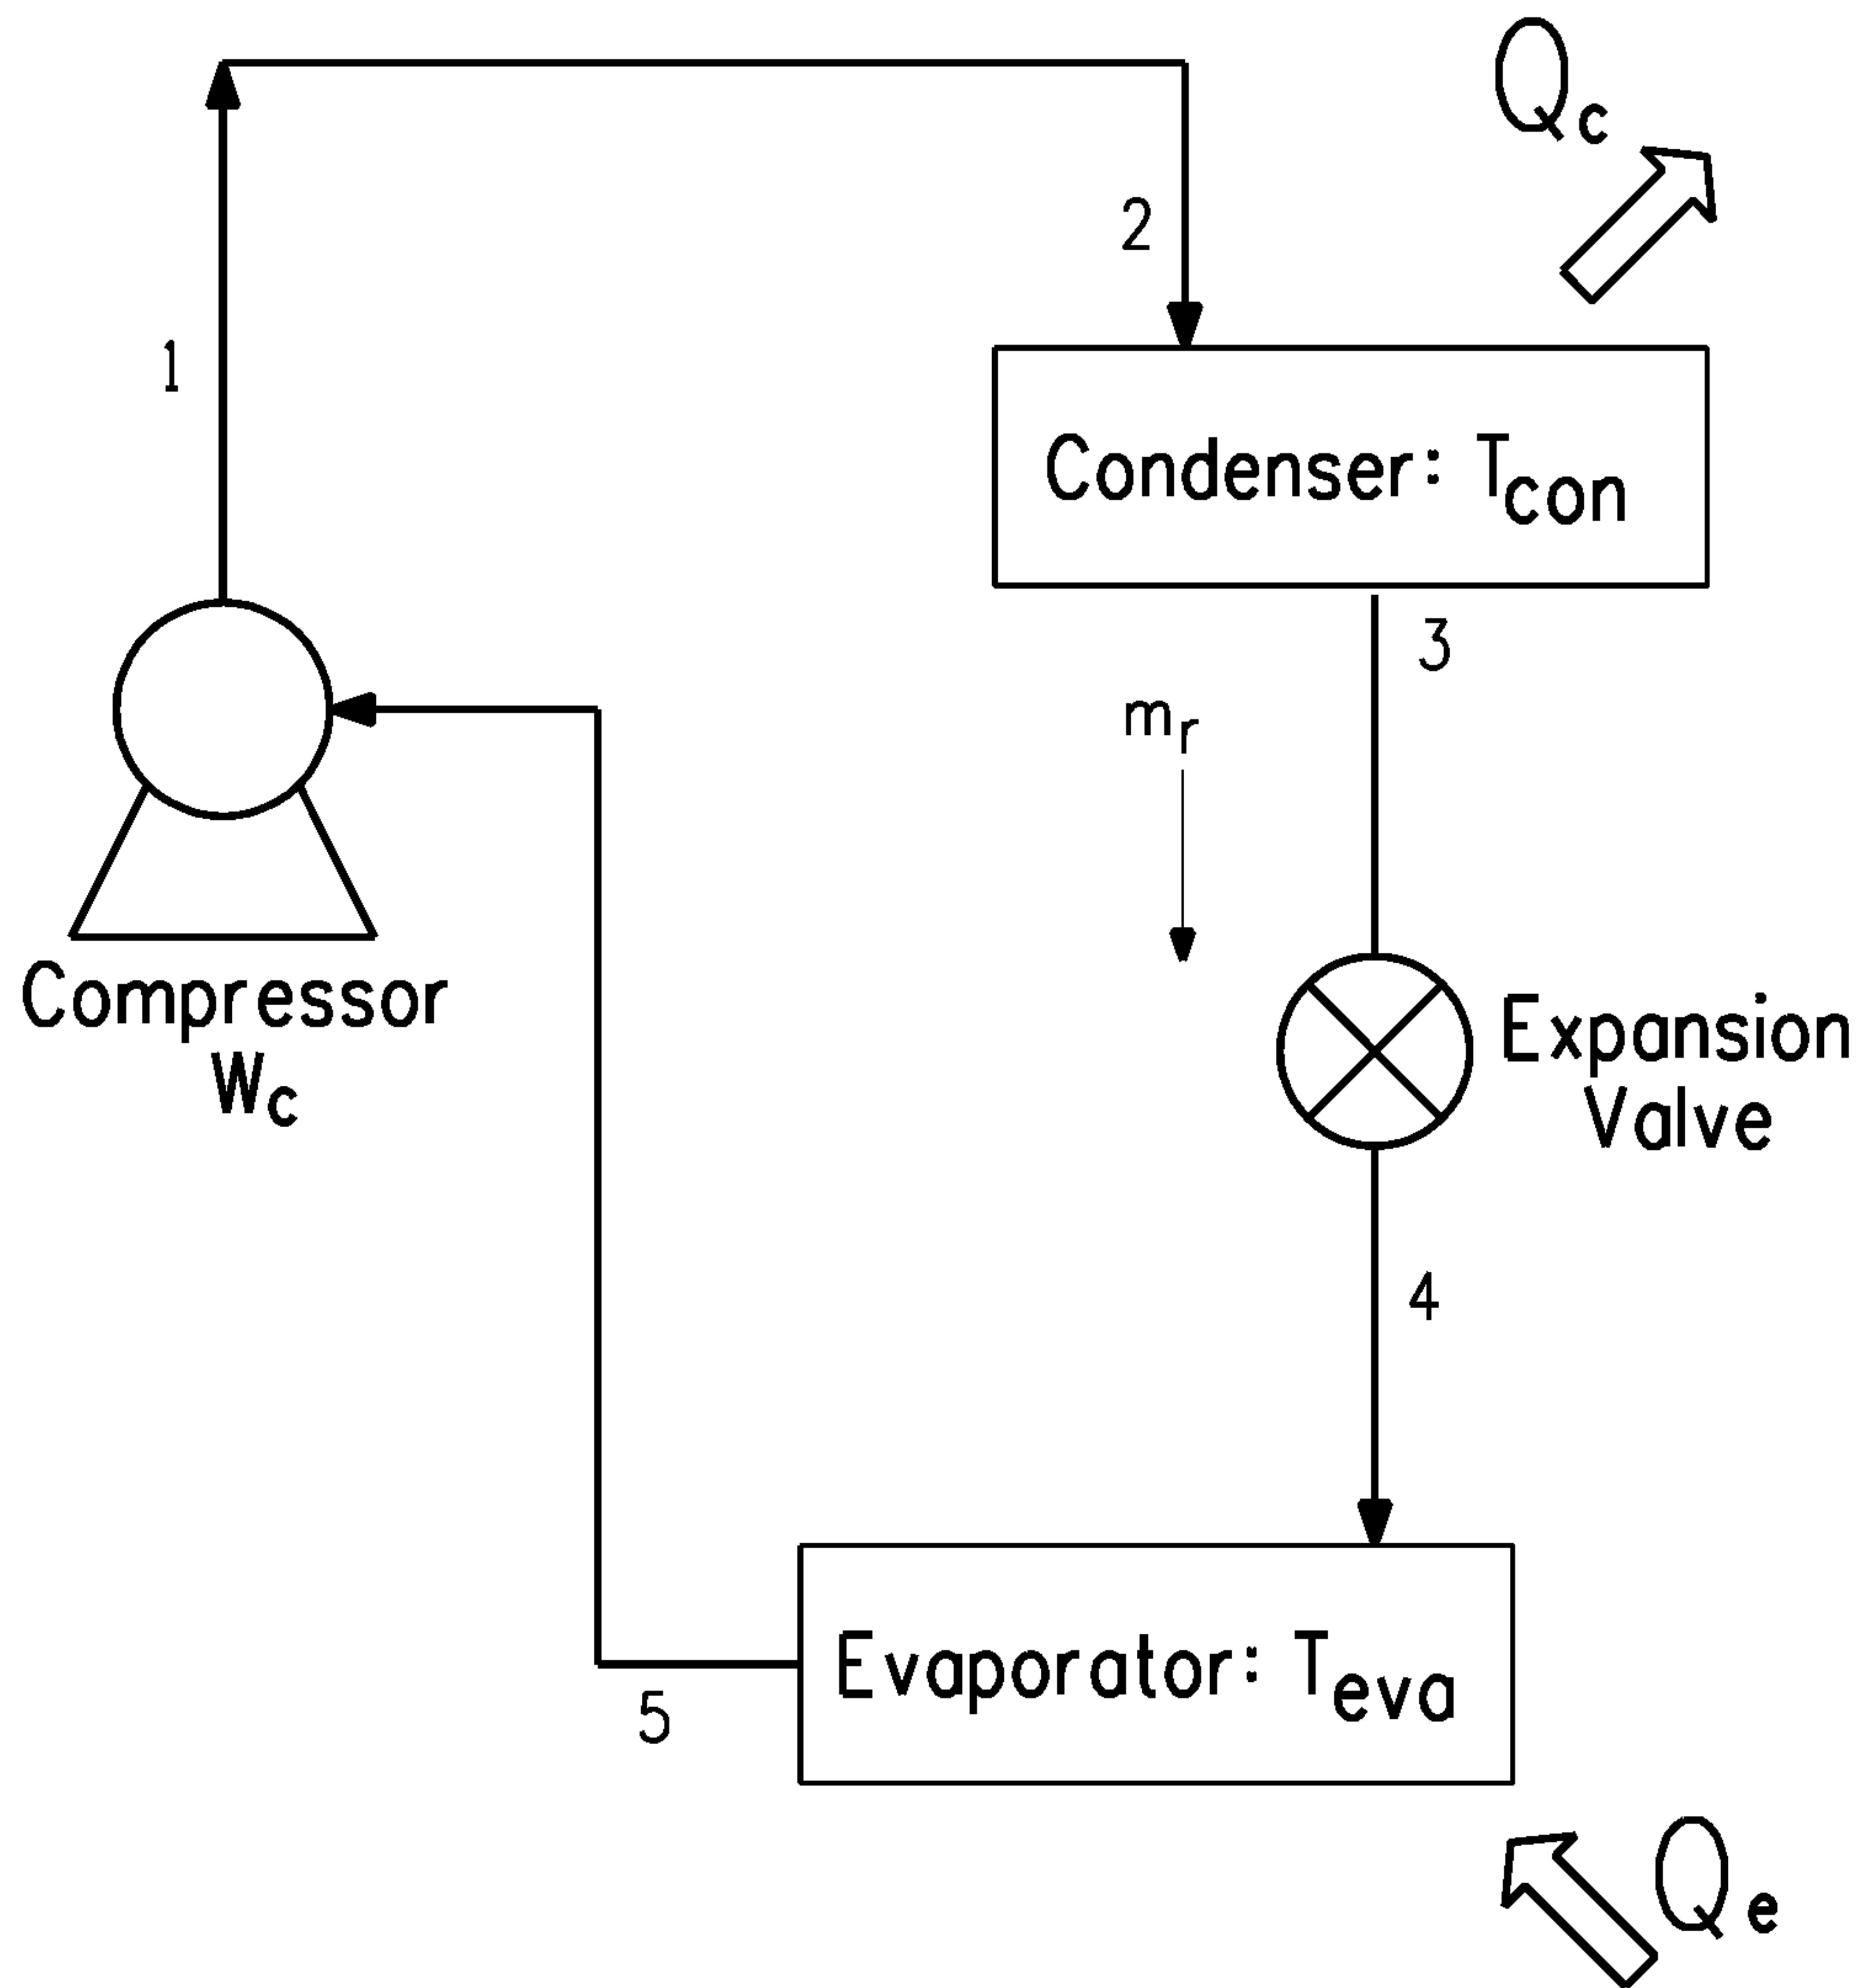 Qc
2
1
Condenser: Tcon
3
mr
Compressor
Wc
Expansion
Valve
4
Evaporator: Teva
5
Qe